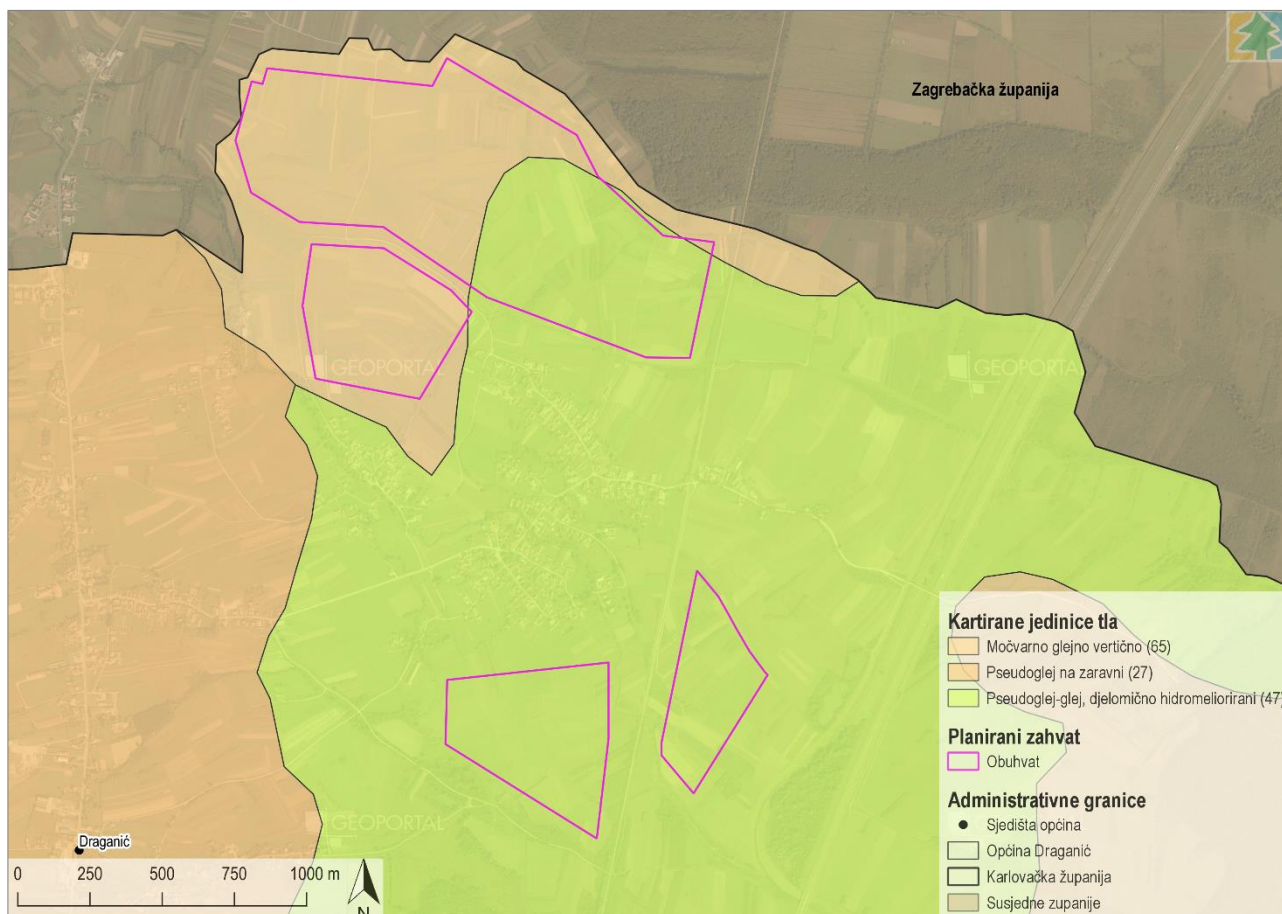 Zagrebačka županija
GEOPORTAL
GEOPORTAL
Kartirane jedinice tla
Močvarno glejno vertično (65)
Pseudoglej na zaravni (27)
Pseudoglej-glej, djelomično hidromeliorirani (47)
Planirani zahvat
Obuhvat
Administrativne granice
Sjedišta općina
Općina Draganić
Karlovačka županija
Susjedne zupanije
GEOPORTAL
Draganić
0 250 500 750 1000 m
N